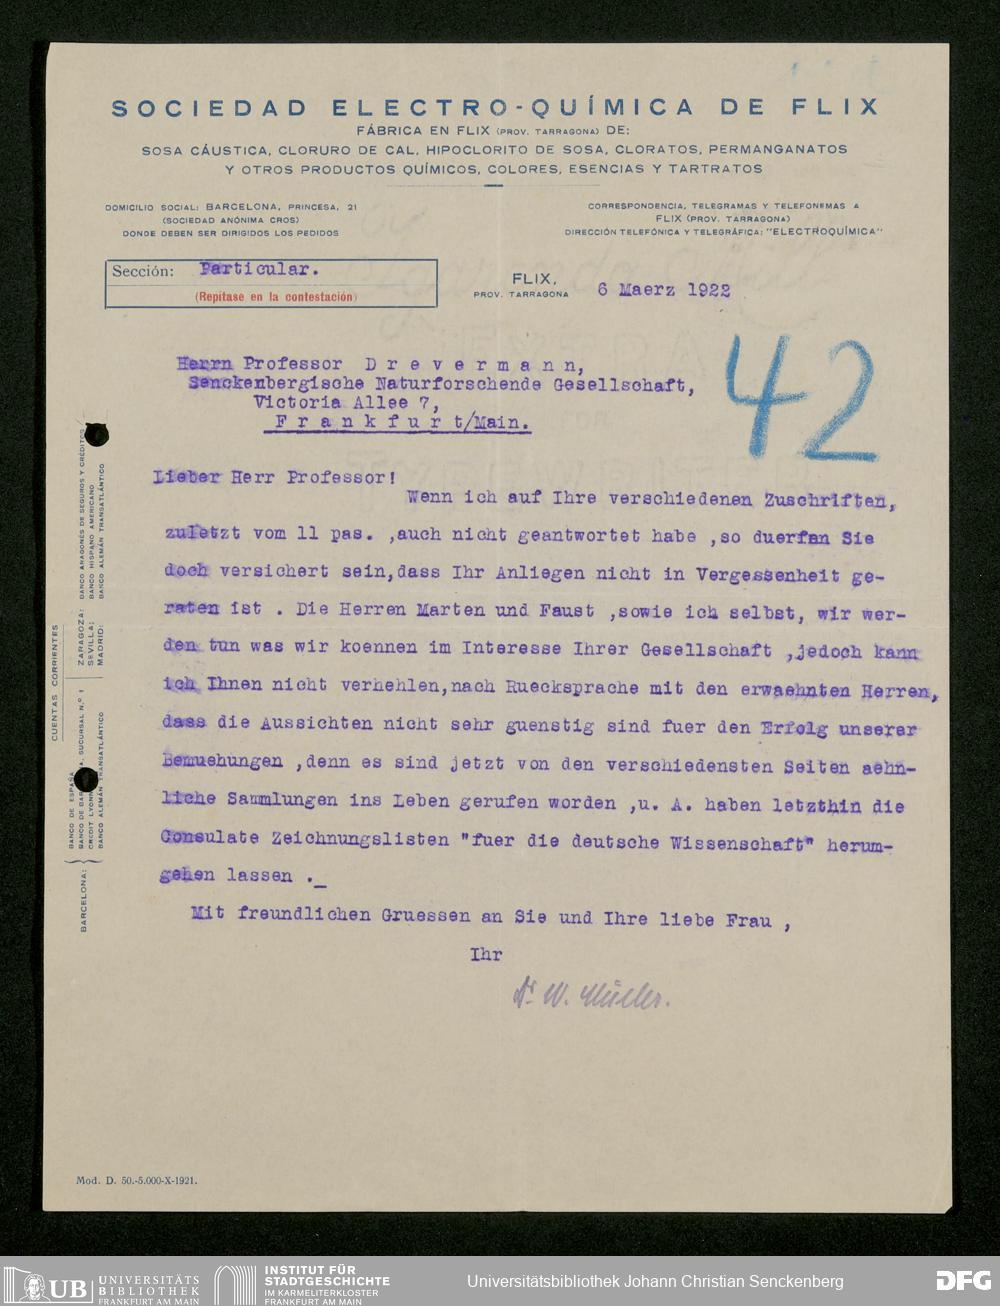 SOCIEDAD ELECTRO-QUÍMICA DE FLIX
FÁBRICA EN FLIX (PROV. TARRAGONA) DE:
SOSA CÁUSTICA, CLORURO DE CAL, HIPOCLORITO DE SOSA, CLORATOS, PERMANGANATOS
Y OTROS PRODUCTOS QUÍMICOS, COLORES, ESENCIAS Y TARTRATOS
DOMICILIO SOCIAL: BARCELONA, PRINCESA, 21
(SOCIEDAD ANÓNIMA CROS)
DONDE DEBEN SER DIRIGIDOS LOS PEDIDOS
CORRESPONDENCIA, TELEGRAMAS Y TELEFONEMAS A
FLIX (PROV. TARRAGONA)
DIRECCIÓN TELEFÓNICA Y TELEGRÁFICA: "ELECTROQUÍMICA"
Sección: Particular.
(Repítase en la contestación)
FLIX,
PROV. TARRAGONA
6 Maerz 1922
42
Herrn Professor D r e v e r m a n n,
Senckenbergische Naturforschende Gesellschaft,
Victoria Allee 7,
F r a n k f u r t/Main.
Lieber Herr Professor!
Wenn ich auf Ihre verschiedenen Zuschriften,
zuletzt vom 11 pas. ,auch nicht geantwortet habe ,so duerfen Sie
doch versichert sein,dass Ihr Anliegen nicht in Vergessenheit ge-
raten ist . Die Herren Marten und Faust ,sowie ich selbst, wir wer-
den tun was wir koennen im Interesse Ihrer Gesellschaft ,jedoch kann
ich Ihnen nicht verhehlen,nach Ruecksprache mit den erwaehnten Herren,
dass die Aussichten nicht sehr guenstig sind fuer den Erfolg unserer
Bemuehungen ,denn es sind jetzt von den verschiedensten Seiten aehn-
liche Sammlungen ins Leben gerufen worden ,u. A. haben letzthin die
Consulate Zeichnungslisten "fuer die deutsche Wissenschaft" herum-
gehen lassen ._
Mit freundlichen Gruessen an Sie und Ihre liebe Frau ,
Ihr
Dr. W. Müller.
CUENTAS CORRIENTES
BARCELONA:
BANCO DE ESPAÑA
SUCURSAL N.º 1
BANCO ALEMÁN TRANSATLÁNTICO
ZARAGOZA: BANCO ARAGONÉS DE SEGUROS Y CRÉDITOS
SEVILLA: BANCO HISPANO AMERICANO
MADRID: BANCO ALEMÁN TRANSATLÁNTICO
Mod. D. 50.-5.000-X-1921.
UB UNIVERSITÄTS
BIBLIOTHEK
FRANKFURT AM MAIN
INSTITUT FÜR
STADTGESCHICHTE
IM KARMELITERKLOSTER
FRANKFURT AM MAIN
Universitätsbibliothek Johann Christian Senckenberg
DFG